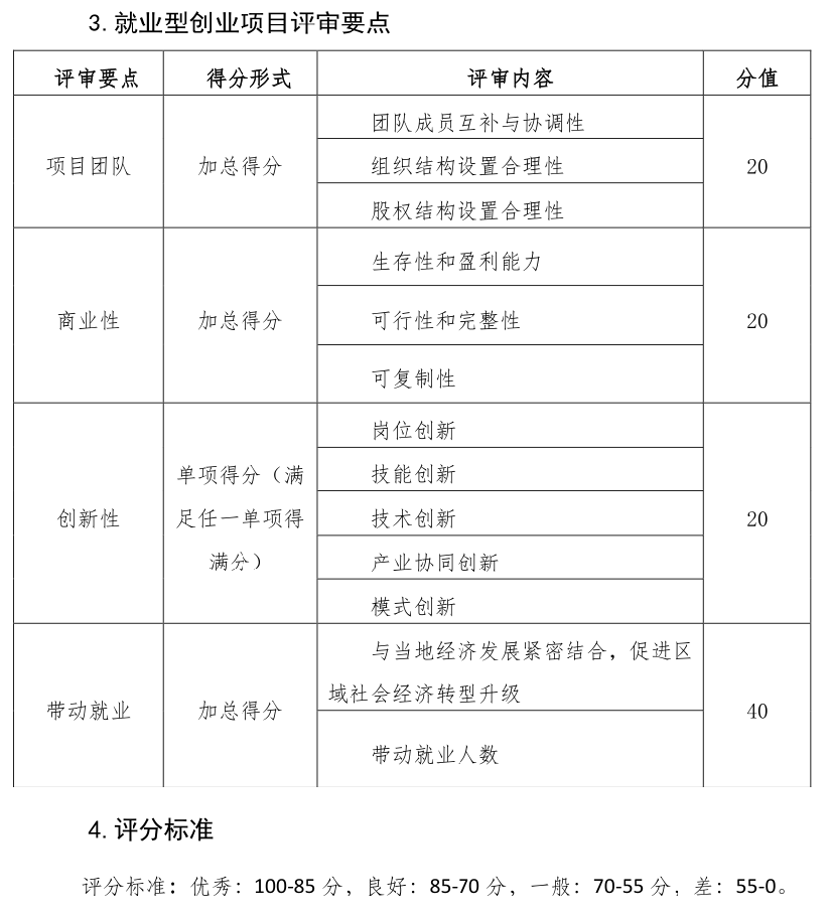 3.就业型创业项目评审要点
评审要点 得分形式 评审内容 分值
项目团队 加总得分 团队成员互补与协调性 20
组织结构设置合理性
股权结构设置合理性
商业性 加总得分 生存性和盈利能力 20
可行性和完整性
可复制性
创新性 单项得分（满
足任一单项得
满分） 岗位创新 20
技能创新
技术创新
产业协同创新
模式创新
带动就业 加总得分 与当地经济发展紧密结合，促进区
域社会经济转型升级 40
带动就业人数
4.评分标准
评分标准：优秀：100-85 分，良好：85-70 分，一般：70-55 分，差：55-0。